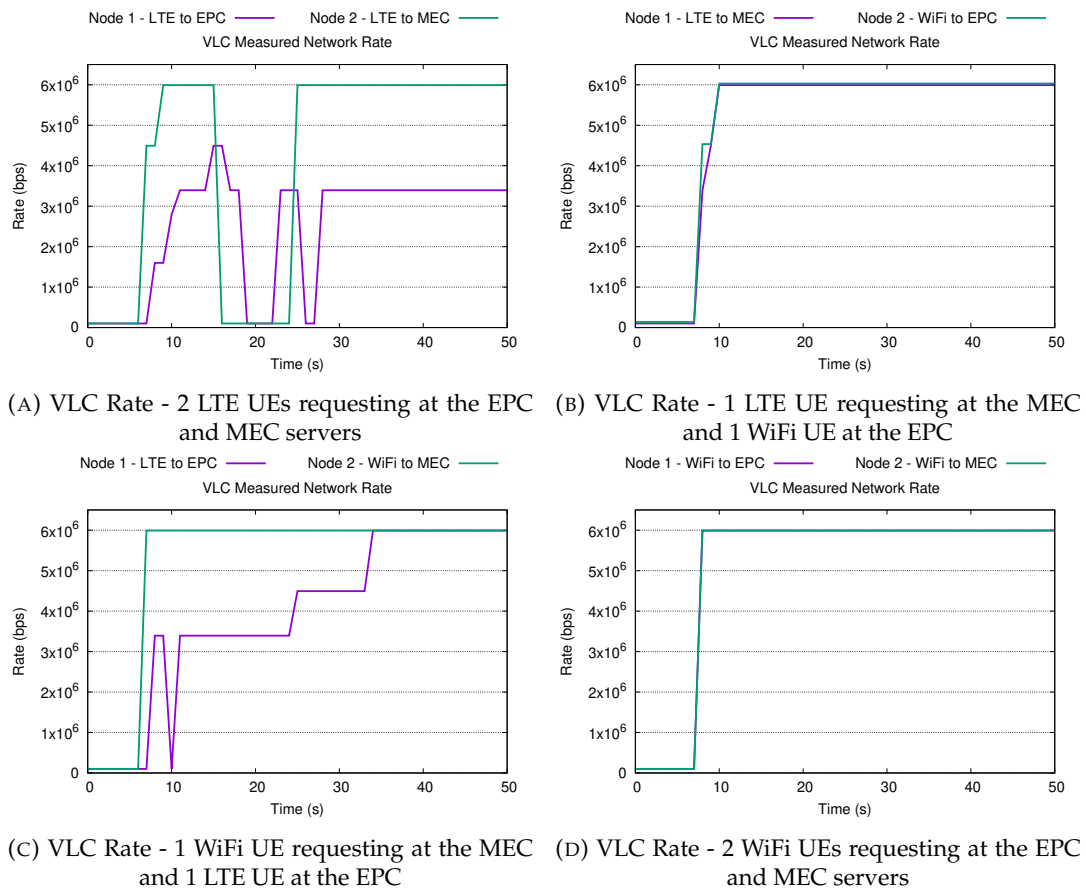 Node 1 - LTE to EPC Node 2 - LTE to MEC
VLC Measured Network Rate
6x10^6
5x10^6
4x10^6
3x10^6
2x10^6
1x10^6
0
Rate (bps)
0 10 20 30 40 50
Time (s)
(A) VLC Rate - 2 LTE UEs requesting at the EPC
and MEC servers
Node 1 - LTE to MEC Node 2 - WiFi to EPC
VLC Measured Network Rate
6x10^6
5x10^6
4x10^6
3x10^6
2x10^6
1x10^6
0
Rate (bps)
0 10 20 30 40 50
Time (s)
(B) VLC Rate - 1 LTE UE requesting at the MEC
and 1 WiFi UE at the EPC
Node 1 - LTE to EPC Node 2 - WiFi to MEC
VLC Measured Network Rate
6x10^6
5x10^6
4x10^6
3x10^6
2x10^6
1x10^6
0
Rate (bps)
0 10 20 30 40 50
Time (s)
(C) VLC Rate - 1 WiFi UE requesting at the MEC
and 1 LTE UE at the EPC
Node 1 - WiFi to EPC Node 2 - WiFi to MEC
VLC Measured Network Rate
6x10^6
5x10^6
4x10^6
3x10^6
2x10^6
1x10^6
0
Rate (bps)
0 10 20 30 40 50
Time (s)
(D) VLC Rate - 2 WiFi UEs requesting at the EPC
and MEC servers